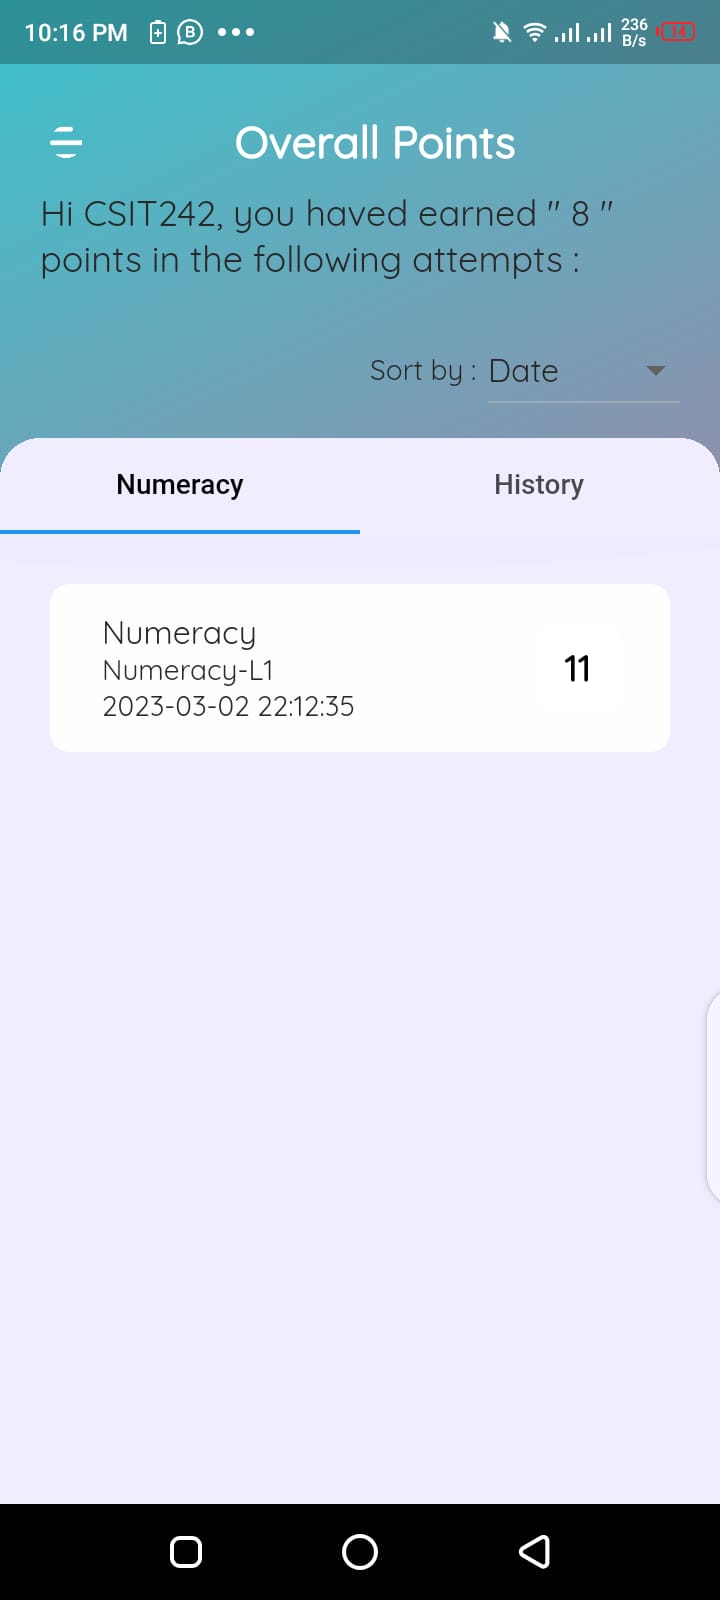 10:16 PM B 236 B/s 14
Overall Points
Hi CSIT242, you haved earned " 8 "
points in the following attempts :
Sort by : Date
Numeracy History
Numeracy
Numeracy-L1
2023-03-02 22:12:35
11